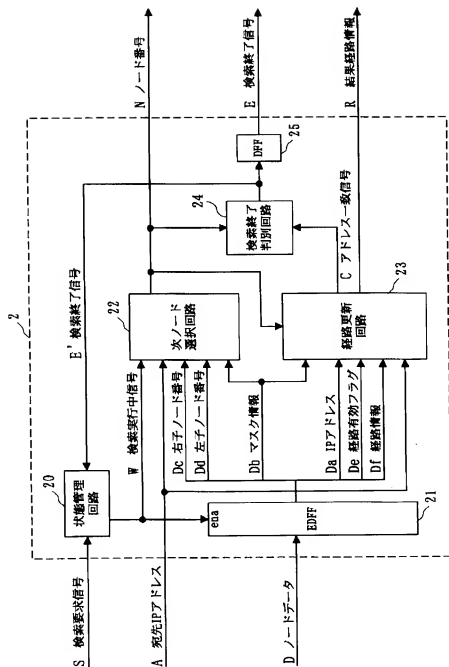 2
S 検索要求信号
A 宛先IPアドレス
D ノードデータ
20
状態管理
回路
E' 検索終了信号
W 検索実行中信号
Dc 右子ノード番号
Dd 左子ノード番号
Db マスク情報
Da IPアドレス
De 経路有効フラグ
Df 経路情報
ena
EDFF
21
22
次ノード
選択回路
24
検索終了
判別回路
DFF
25
C アドレス一致信号
経路更新
回路
23
N ノード番号
E 検索終了信号
R 結果経路情報